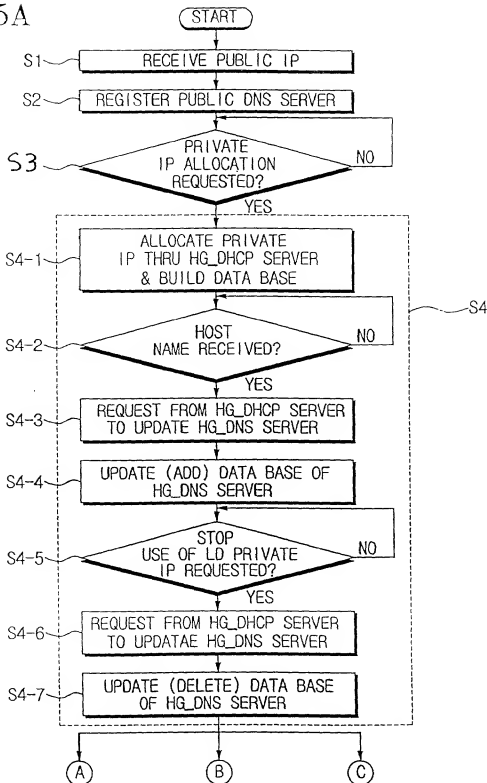 5A
START
S1
RECEIVE PUBLIC IP
S2
REGISTER PUBLIC DNS SERVER
S3
PRIVATE
IP ALLOCATION
REQUESTED?
NO
YES
S4
S4-1
ALLOCATE PRIVATE
IP THRU HG_DHCP SERVER
& BUILD DATA BASE
S4-2
HOST
NAME RECEIVED?
NO
YES
S4-3
REQUEST FROM HG_DHCP SERVER
TO UPDATE HG_DNS SERVER
S4-4
UPDATE (ADD) DATA BASE OF
HG_DNS SERVER
S4-5
STOP
USE OF LD PRIVATE
IP REQUESTED?
NO
YES
S4-6
REQUEST FROM HG_DHCP SERVER
TO UPDATAE HG_DNS SERVER
S4-7
UPDATE (DELETE) DATA BASE
OF HG_DNS SERVER
A
B
C